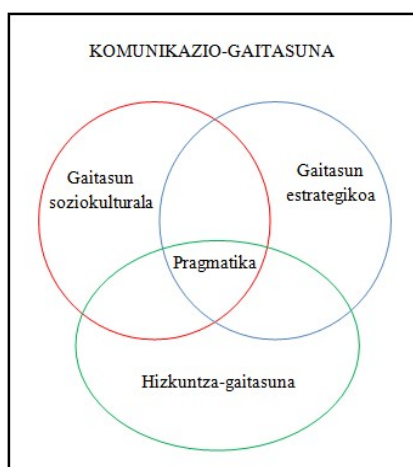 KOMUNIKAZIO-GAITASUNA
Gaitasun
soziokulturala
Gaitasun
estrategikoa
Pragmatika
Hizkuntza-gaitasuna